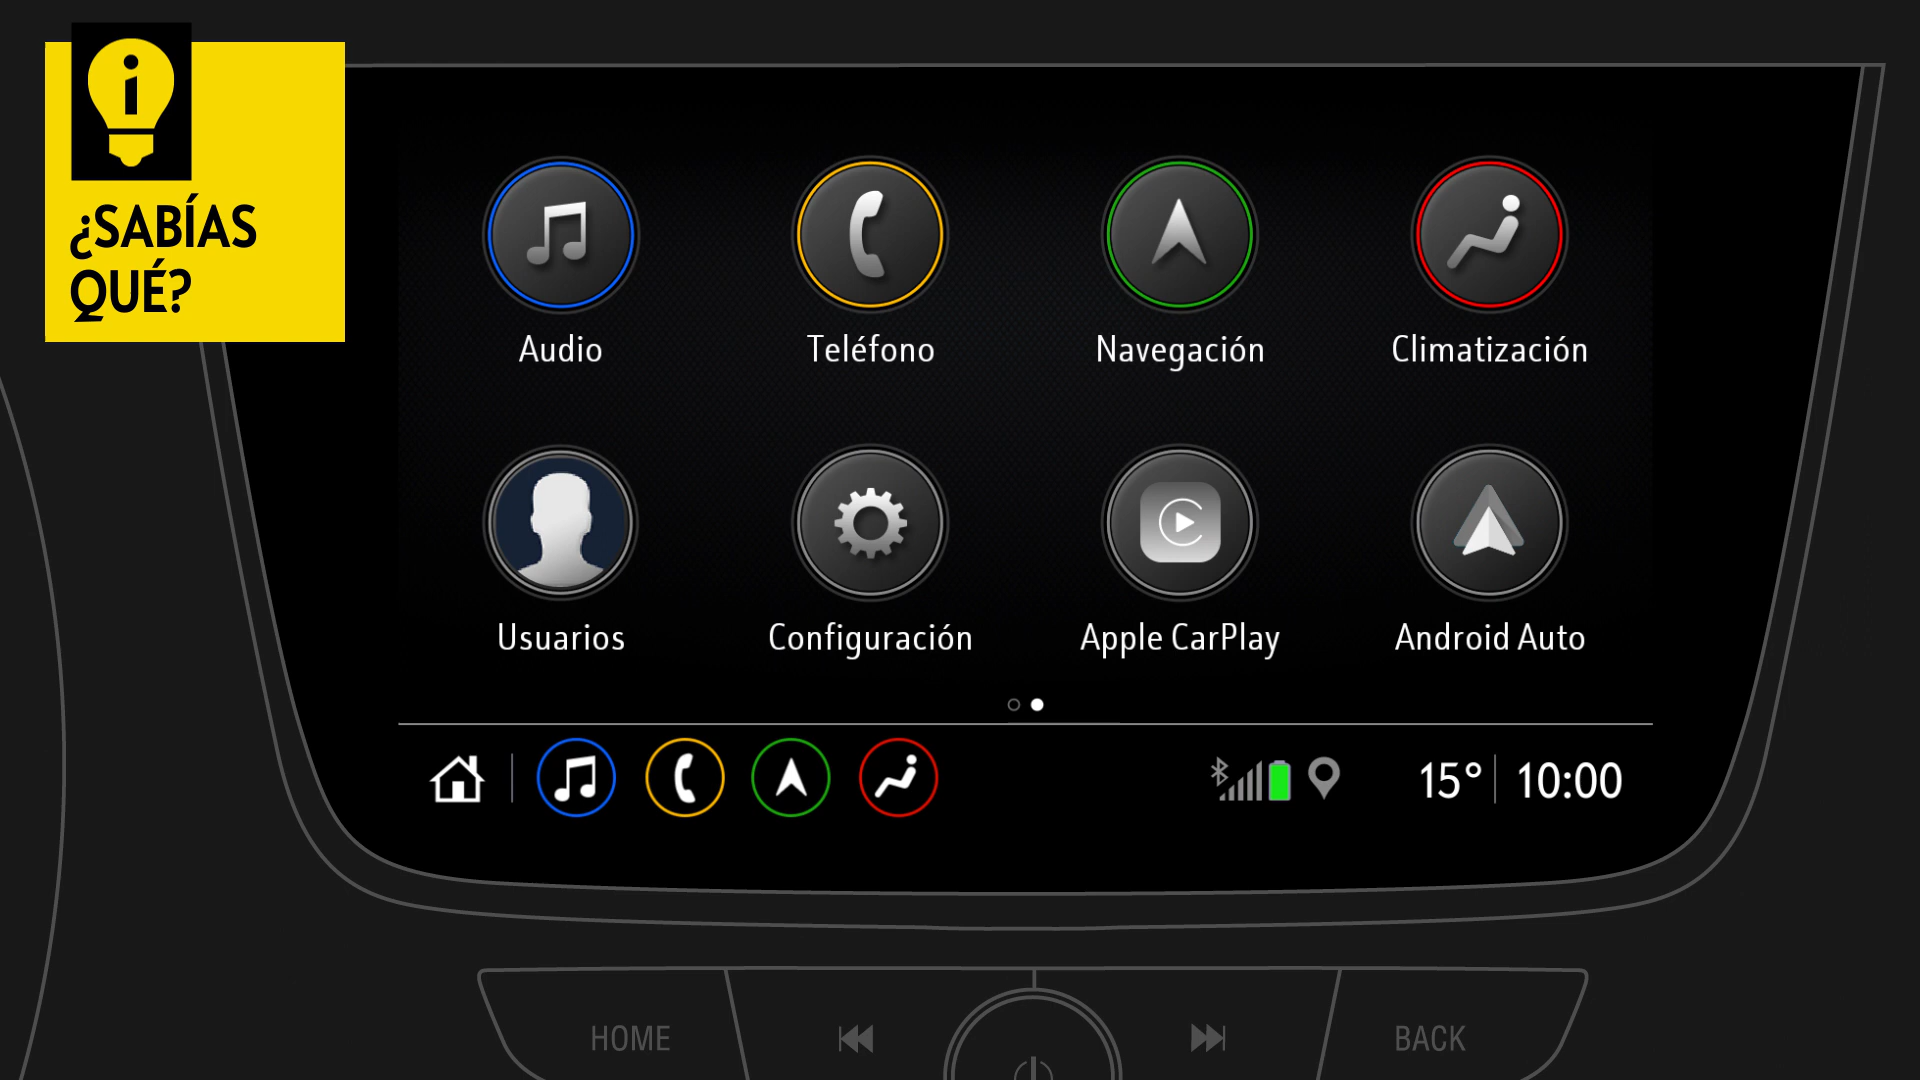 ¿SABÍAS
QUÉ?
Audio
Teléfono
Navegación
Climatización
Usuarios
Configuración
Apple CarPlay
Android Auto
15° 10:00
HOME
BACK